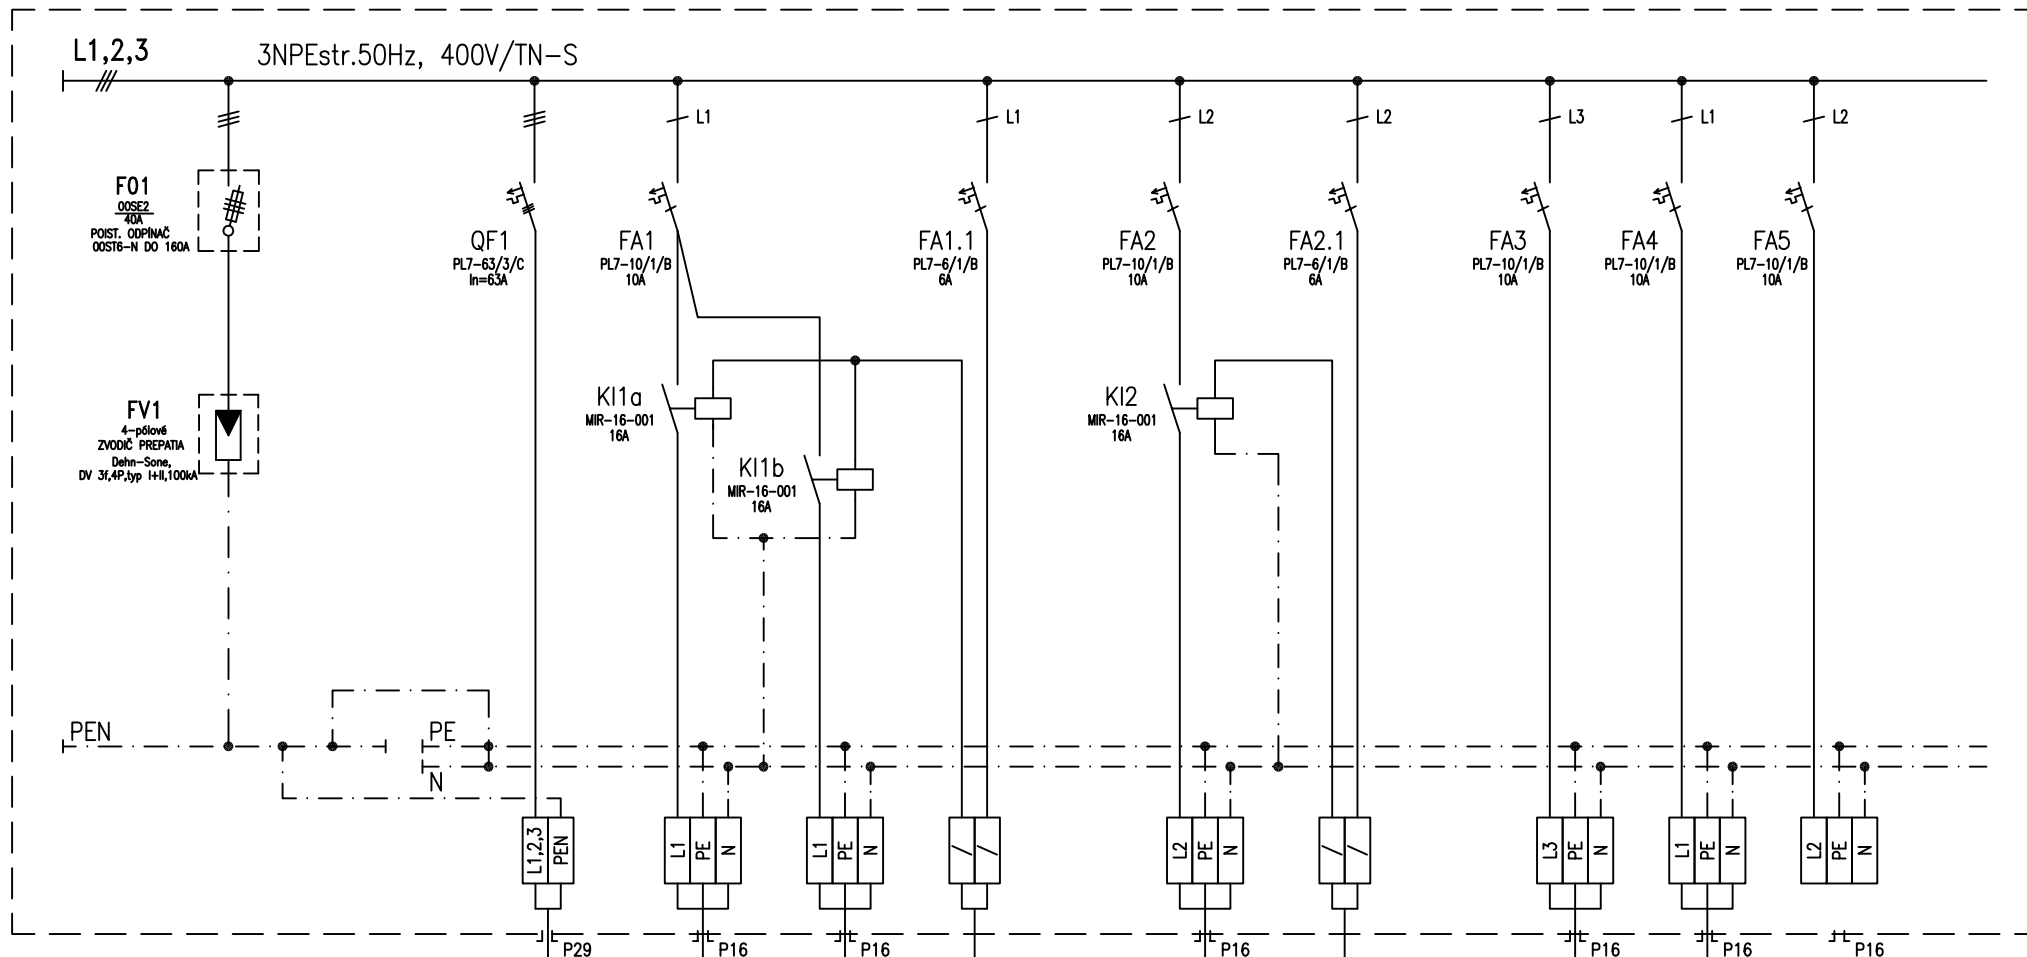 L1,2,3
3NPEstr.50Hz, 400V/TN-S
L1
L1
L2
L2
L3
L1
L2
F01
00SE2
40A
POIST. ODPÍNAČ
OOST6-N DO 160A
QF1
PL7-63/3/C
In=63A
FA1
PL7-10/1/B
10A
FA1.1
PL7-6/1/B
6A
FA2
PL7-10/1/B
10A
FA2.1
PL7-6/1/B
6A
FA3
PL7-10/1/B
10A
FA4
PL7-10/1/B
10A
FA5
PL7-10/1/B
10A
FV1
4-pólové
ZVODIČ PREPATIA
Dehn-Sone,
DV 3f,4P,typ I+II,100kA
KI1a
MIR-16-001
16A
KI1b
MIR-16-001
16A
KI2
MIR-16-001
16A
PEN
PE
N
L1,2,3
PEN
L1
PE
N
L1
PE
N
L2
PE
N
L3
PE
N
L1
PE
N
L2
PE
N
P29
P16
P16
P16
P16
P16
P16